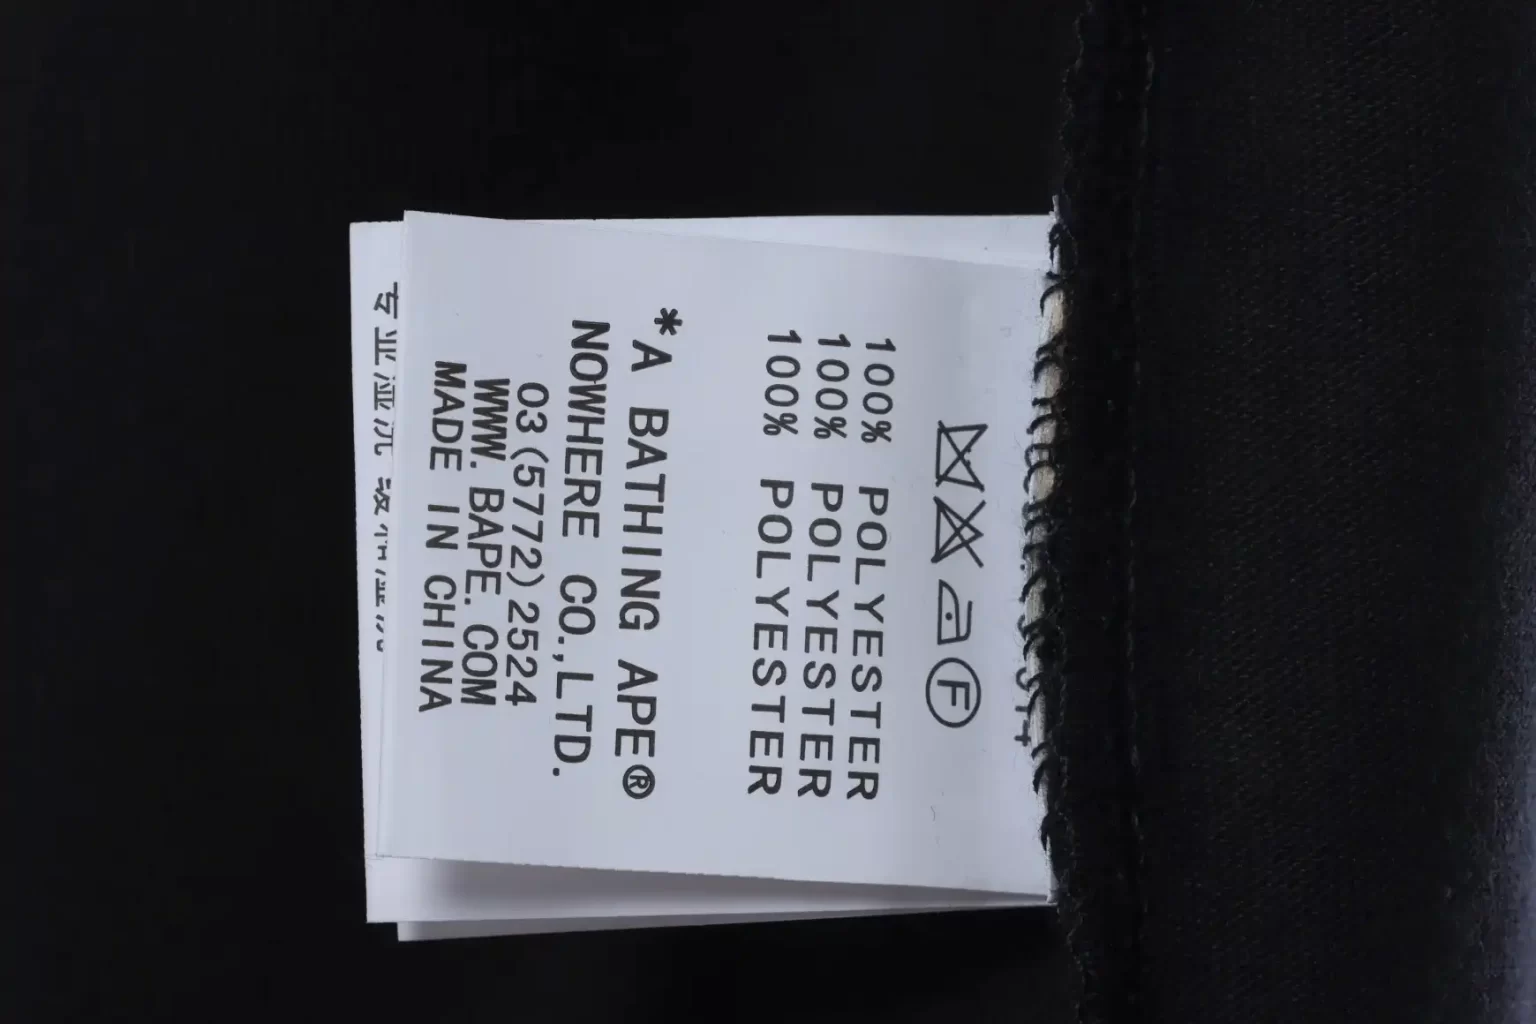 F
100% POLYESTER
100% POLYESTER
100% POLYESTER
*A BATHING APE®
NOWHERE CO.,LTD.
03(5772)2524
WWW.BAPE.COM
MADE IN CHINA